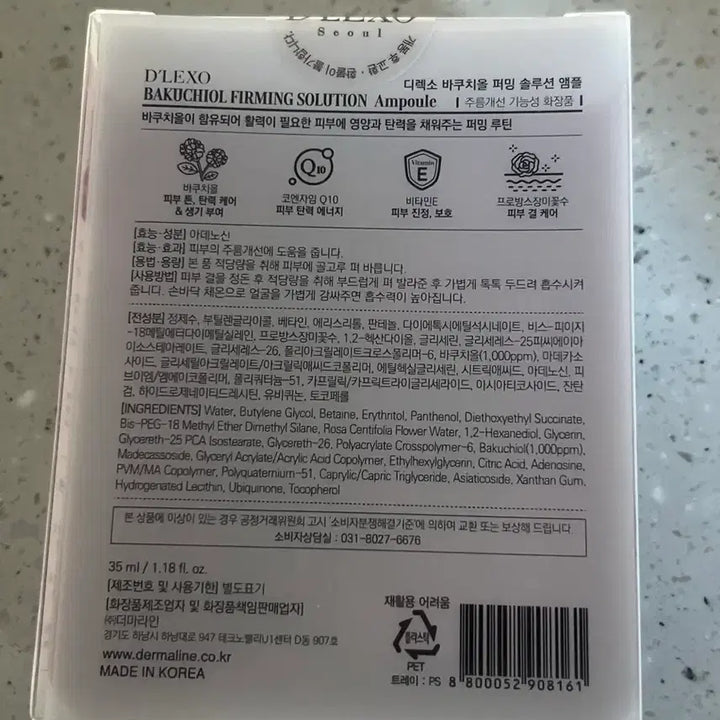 D'LEXO
Seoul
개봉 후 교환·환불이 불가합니다.
D'LEXO
BAKUCHIOL FIRMING SOLUTION Ampoule
디렉소 바쿠치올 퍼밍 솔루션 앰플
| 주름개선 기능성 화장품 |
바쿠치올이 함유되어 활력이 필요한 피부에 영양과 탄력을 채워주는 퍼밍 루틴
Q10
Vitamin
E
바쿠치올
피부 톤, 탄력 케어
& 생기 부여
코엔자임 Q10
피부 탄력 에너지
비타민E
피부 진정, 보호
프로방스장미꽃수
피부 결 케어
[효능·성분] 아데노신
[효능·효과] 피부의 주름개선에 도움을 줍니다.
[용법·용량] 본 품 적당량을 취해 피부에 골고루 펴 바릅니다.
[사용방법] 피부 결을 정돈 후 적당량을 취해 부드럽게 펴 발라준 후 가볍게 톡톡 두드려 흡수시켜
줍니다. 손바닥 체온으로 얼굴을 가볍게 감싸주면 흡수력이 높아집니다.
[전성분] 정제수, 부틸렌글라이콜, 베타인, 에리스리톨, 판테놀, 다이에톡시에틸석시네이트, 비스-피이지
-18메틸에터다이메틸실레인, 프로방스장미꽃수, 1,2-헥산다이올, 글리세린, 글리세레스-25피씨에이아
이소스테아레이트, 글리세레스-26, 폴리아크릴레이트크로스폴리머-6, 바쿠치올(1,000ppm), 마데카소
사이드, 글리세릴아크릴레이트/아크릴릭애씨드코폴리머, 에틸헥실글리세린, 시트릭애씨드, 아데노신, 피
브이엠/엠에이코폴리머, 폴리쿼터늄-51, 카프릴릭/카프릭트라이글리세라이드, 아시아티코사이드, 잔탄
검, 하이드로제네이티드레시틴, 유비퀴논, 토코페롤
[INGREDIENTS] Water, Butylene Glycol, Betaine, Erythritol, Panthenol, Diethoxyethyl Succinate,
Bis-PEG-18 Methyl Ether Dimethyl Silane, Rosa Centifolia Flower Water, 1,2-Hexanediol, Glycerin,
Glycereth-25 PCA Isostearate, Glycereth-26, Polyacrylate Crosspolymer-6, Bakuchiol(1,000ppm),
Madecassoside, Glyceryl Acrylate/Acrylic Acid Copolymer, Ethylhexylglycerin, Citric Acid, Adenosine,
PVM/MA Copolymer, Polyquaternium-51, Caprylic/Capric Triglyceride, Asiaticoside, Xanthan Gum,
Hydrogenated Lecithin, Ubiquinone, Tocopherol
본 상품에 이상이 있는 경우 공정거래위원회 고시 '소비자분쟁해결기준'에 의하여 교환 또는 보상해 드립니다.
소비자상담실 : 031-8027-6676
35 ml / 1.18 fl. oz.
[제조번호 및 사용기한] 별도표기
[화장품제조업자 및 화장품책임판매업자]
㈜더마라인
경기도 하남시 하남대로 947 테크노밸리U1센터 D동 907호
www.dermaline.co.kr
MADE IN KOREA
재활용 어려움
플라스틱
PET
트레이 : PS
8 800052 908161